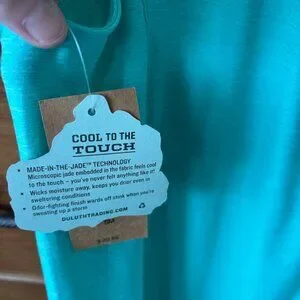 COOL TO THE
TOUCH
• MADE-IN-THE-JADE™ TECHNOLOGY
Microscopic jade embedded in the fabric feels cool
to the touch – you've never felt anything like it!
• Wicks moisture away, keeps you drier even in
sweltering conditions
• Odor-fighting finish wards off stink when you're
sweating up a storm
DULUTHTRADING.COM